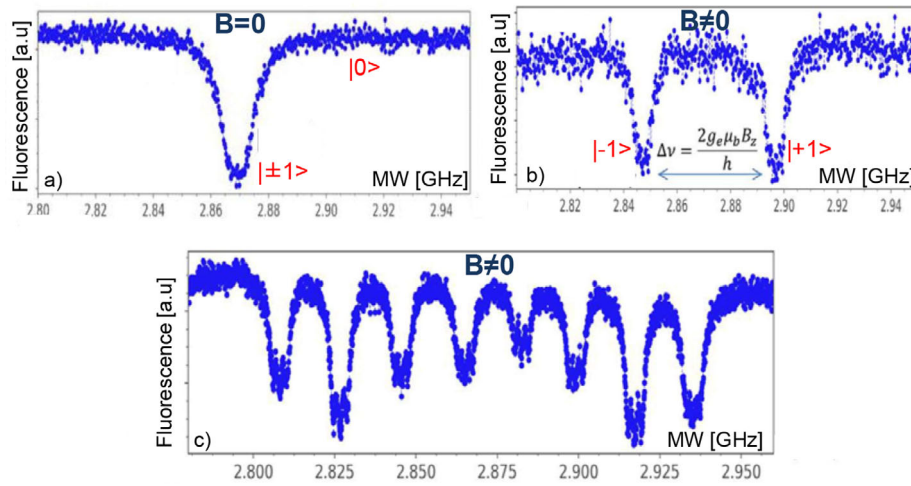 B=0
Fluorescence [a.u]
|0>
|±1>
a)
MW [GHz]
2.80 2.82 2.84 2.86 2.88 2.90 2.92 2.94
B≠0
Fluorescence [a.u]
|-1>
Δν = 2gₑμ_bB_z / h
|+1>
b)
MW [GHz]
2.82 2.84 2.86 2.88 2.90 2.92 2.94
B≠0
Fluorescence [a.u]
c)
MW [GHz]
2.800 2.825 2.850 2.875 2.900 2.925 2.950